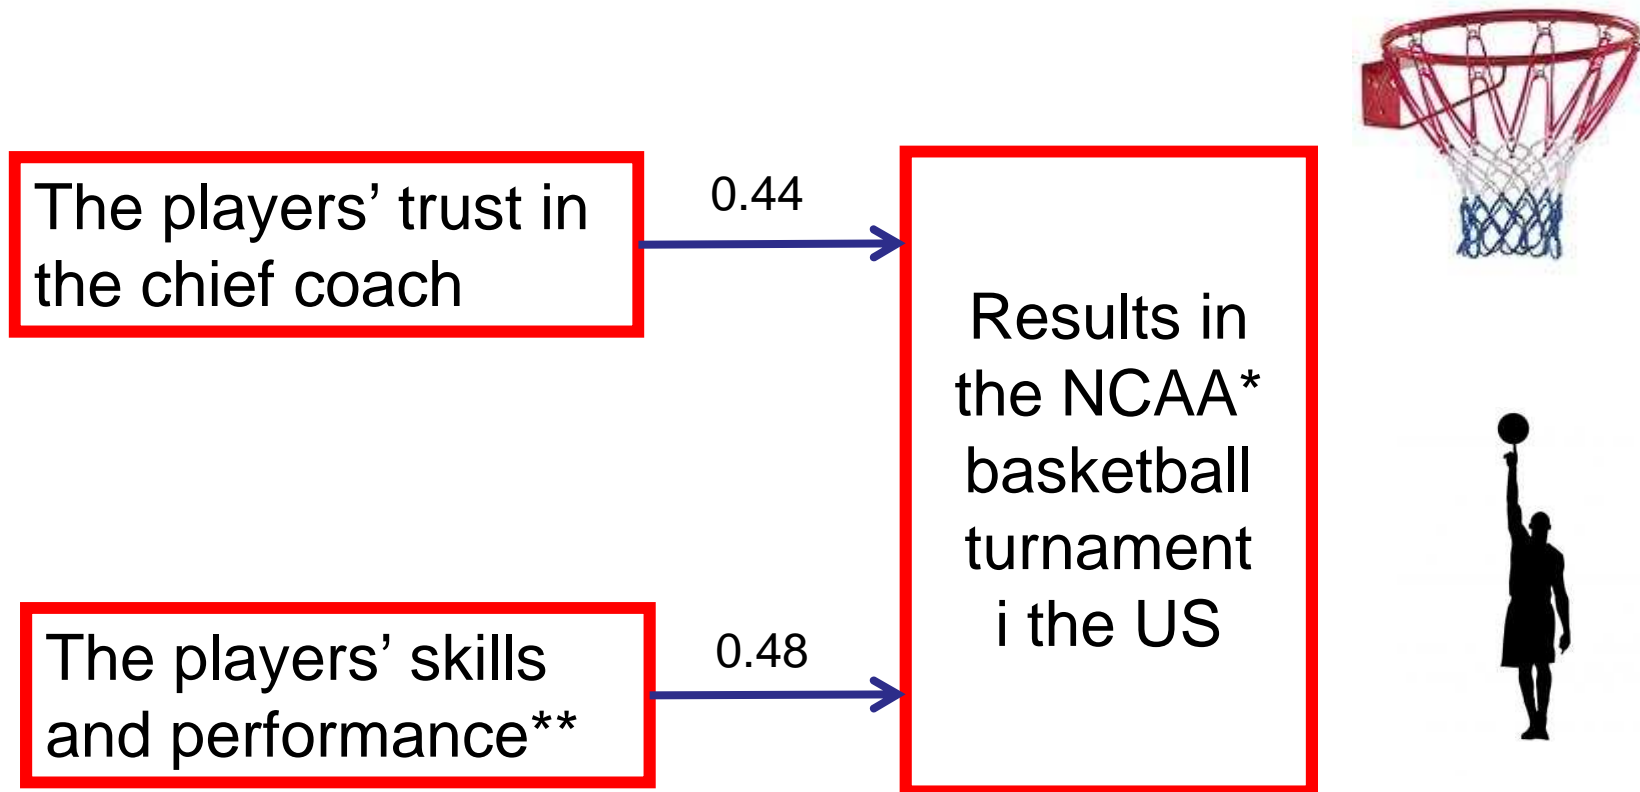 The players’ trust in
the chief coach
0.44
Results in
the NCAA*
basketball
turnament
i the US
The players’ skills
and performance**
0.48